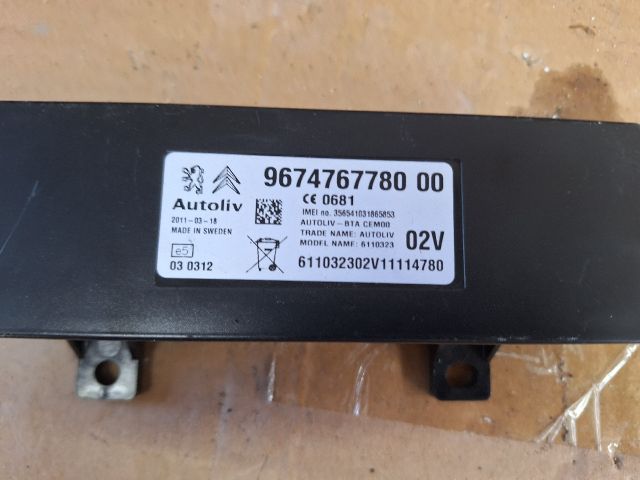 9674767780 00
CE 0681
IMEI no. 356541031865853
AUTOLIV-BTA CEM00
TRADE NAME: AUTOLIV
MODEL NAME: 6110323
02V
Autoliv
2011-03-18
MADE IN SWEDEN
e5
03 0312
611032302V11114780